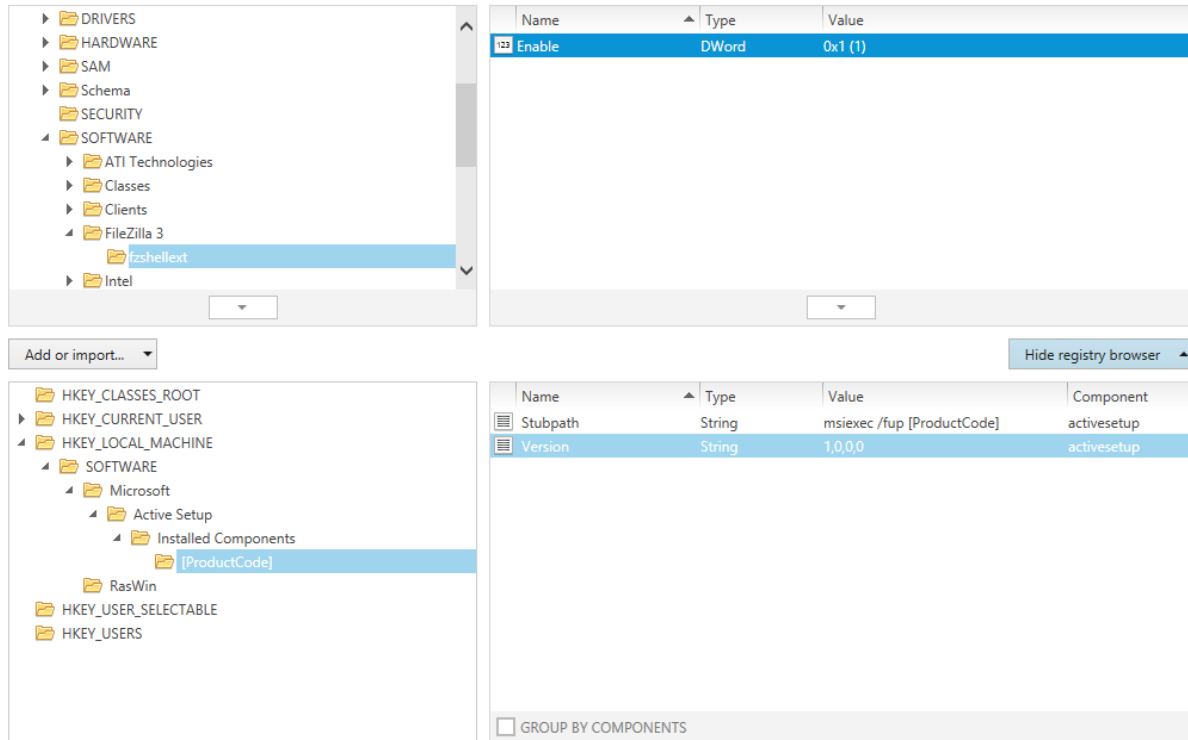 DRIVERS
HARDWARE
SAM
Schema
SECURITY
SOFTWARE
ATI Technologies
Classes
Clients
FileZilla 3
fzshellext
Intel
Name Type Value
123 Enable DWord 0x1 (1)
Add or import...
Hide registry browser
HKEY_CLASSES_ROOT
HKEY_CURRENT_USER
HKEY_LOCAL_MACHINE
SOFTWARE
Microsoft
Active Setup
Installed Components
[ProductCode]
RasWin
HKEY_USER_SELECTABLE
HKEY_USERS
Name Type Value Component
Stubpath String msiexec /fup [ProductCode] activesetup
Version String 1,0,0,0 activesetup
GROUP BY COMPONENTS